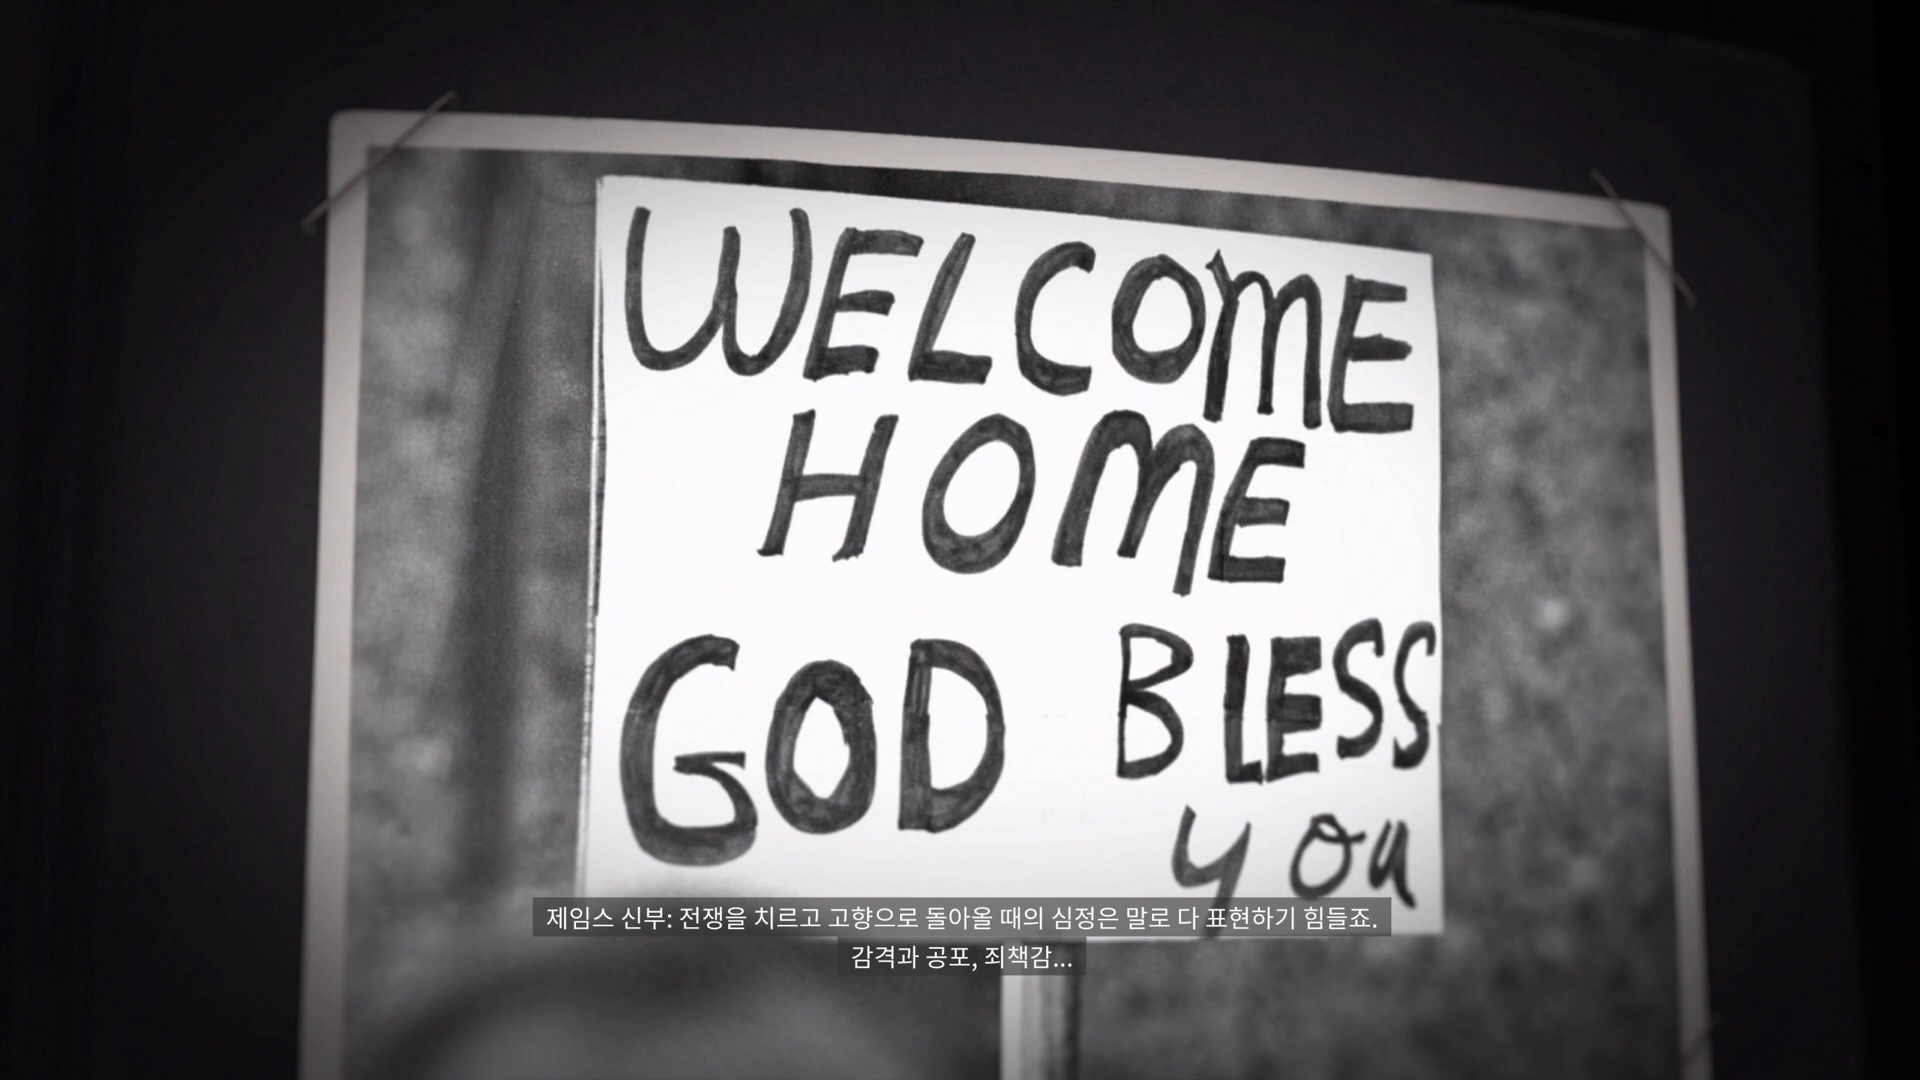 WELCOME
HOME
GOD BLESS
you
제임스 신부: 전쟁을 치르고 고향으로 돌아올 때의 심정은 말로 다 표현하기 힘들죠.
감격과 공포, 죄책감...